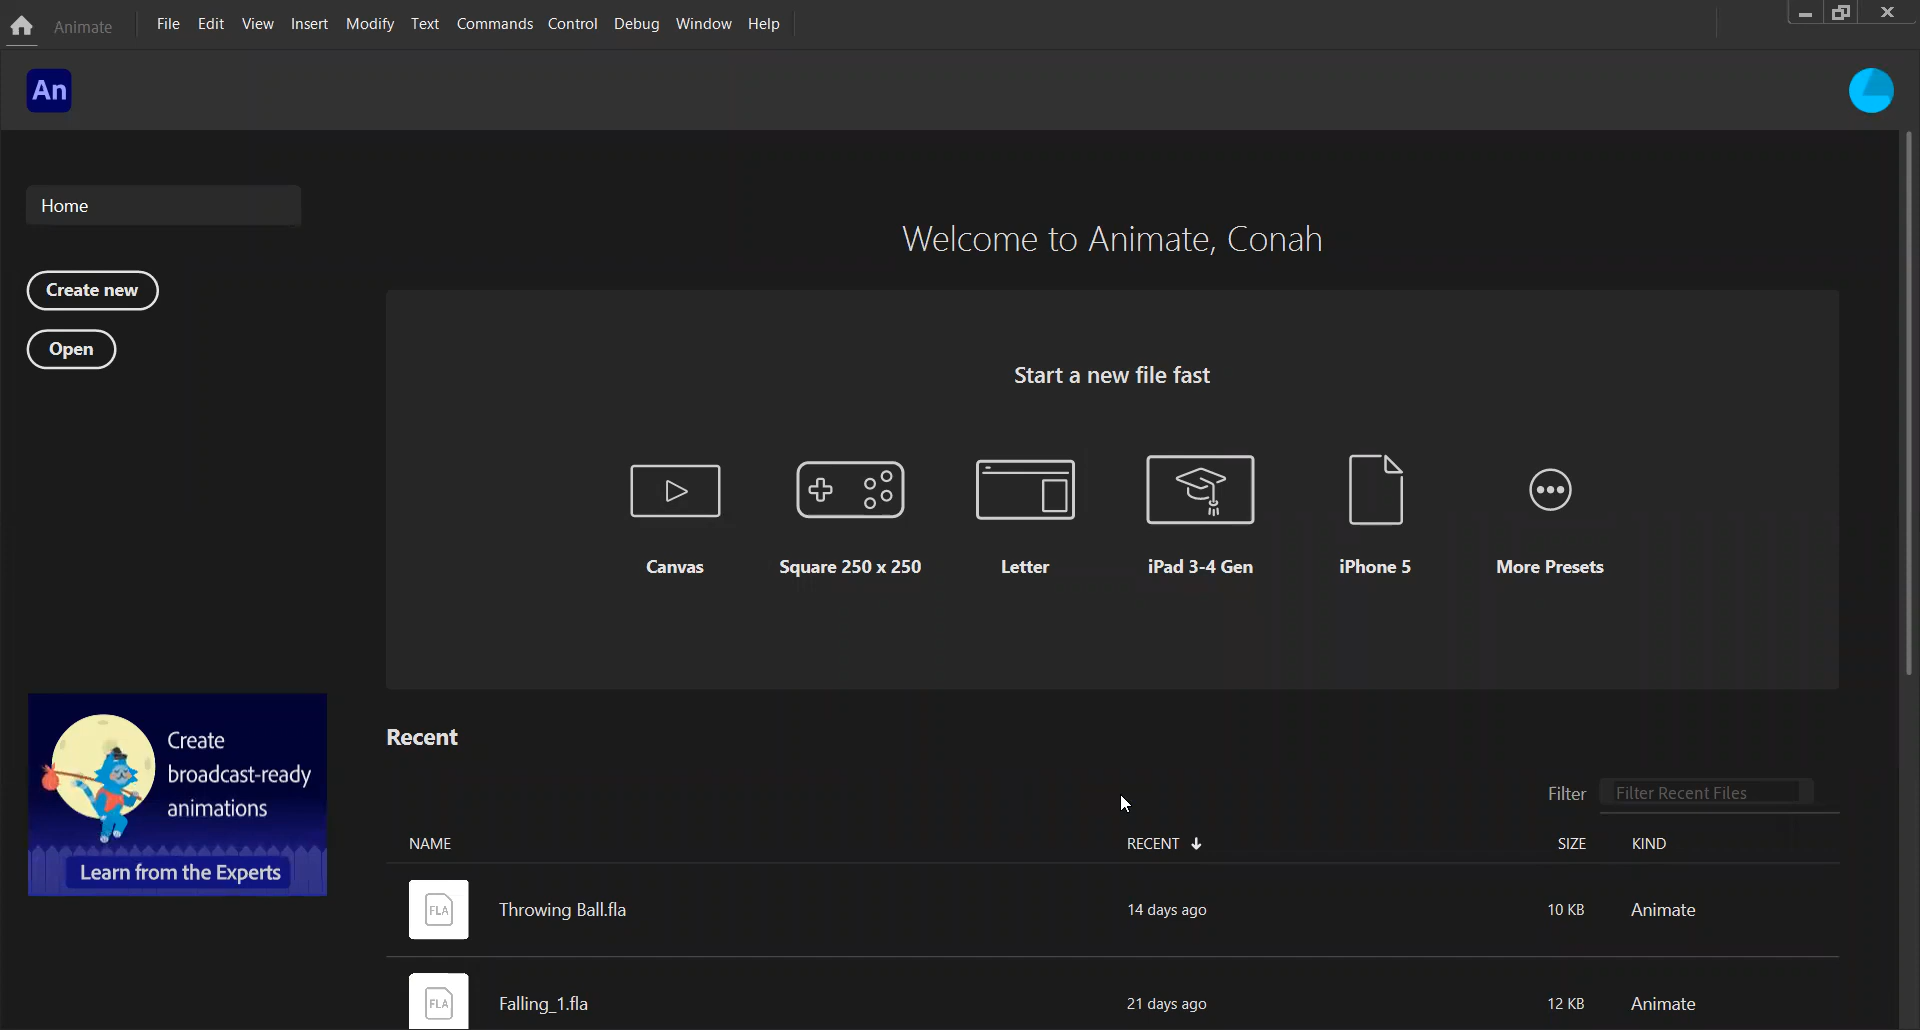 Animate File Edit View Insert Modify Text Commands Control Debug Window Help
An
Home
Welcome to Animate, Conah
Create new
Open
Start a new file fast
Canvas Square 250 x 250 Letter iPad 3-4 Gen iPhone 5 More Presets
Create
broadcast-ready
animations
Learn from the Experts
Recent
Filter Filter Recent Files
NAME RECENT SIZE KIND
FLA Throwing Ball.fla 14 days ago 10 KB Animate
FLA Falling_1.fla 21 days ago 12 KB Animate